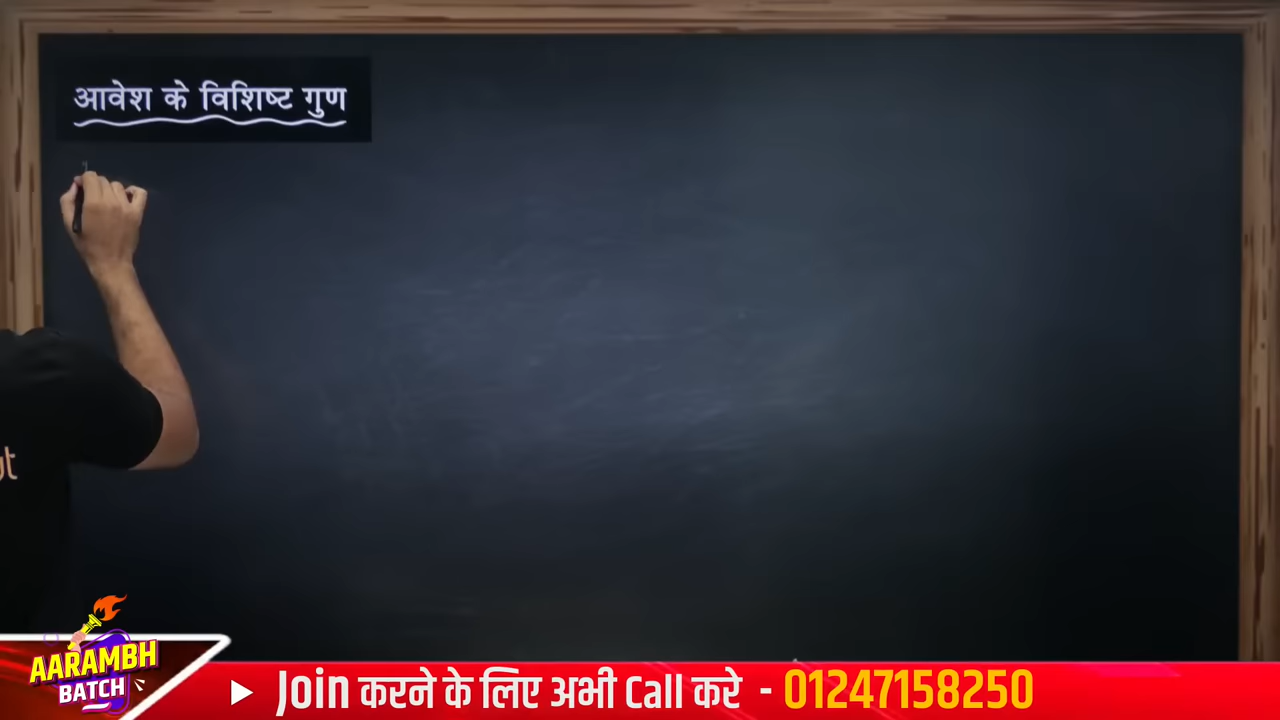 आवेश के विशिष्ट गुण
AARAMBH
BATCH
Join करने के लिए अभी Call करे - 01247158250